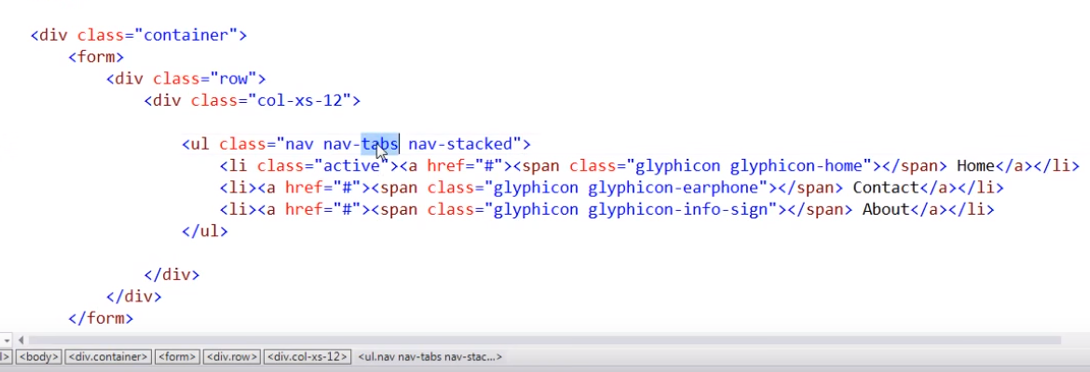 <div class="container">
<form>
<div class="row">
<div class="col-xs-12">
<ul class="nav nav-tabs nav-stacked">
<li class="active"><a href="#"><span class="glyphicon glyphicon-home"></span> Home</a></li>
<li><a href="#"><span class="glyphicon glyphicon-earphone"></span> Contact</a></li>
<li><a href="#"><span class="glyphicon glyphicon-info-sign"></span> About</a></li>
</ul>
</div>
</div>
</form>
l> <body> <div.container> <form> <div.row> <div.col-xs-12> <ul.nav nav-tabs nav-stac...>